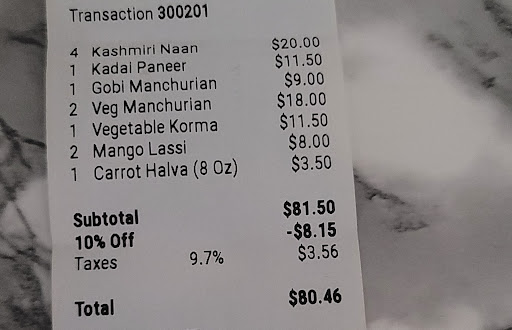 Transaction 300201
4 Kashmiri Naan $20.00
1 Kadai Paneer $11.50
1 Gobi Manchurian $9.00
2 Veg Manchurian $18.00
1 Vegetable Korma $11.50
2 Mango Lassi $8.00
1 Carrot Halva (8 Oz) $3.50
Subtotal $81.50
10% Off -$8.15
Taxes 9.7% $3.56
Total $80.46